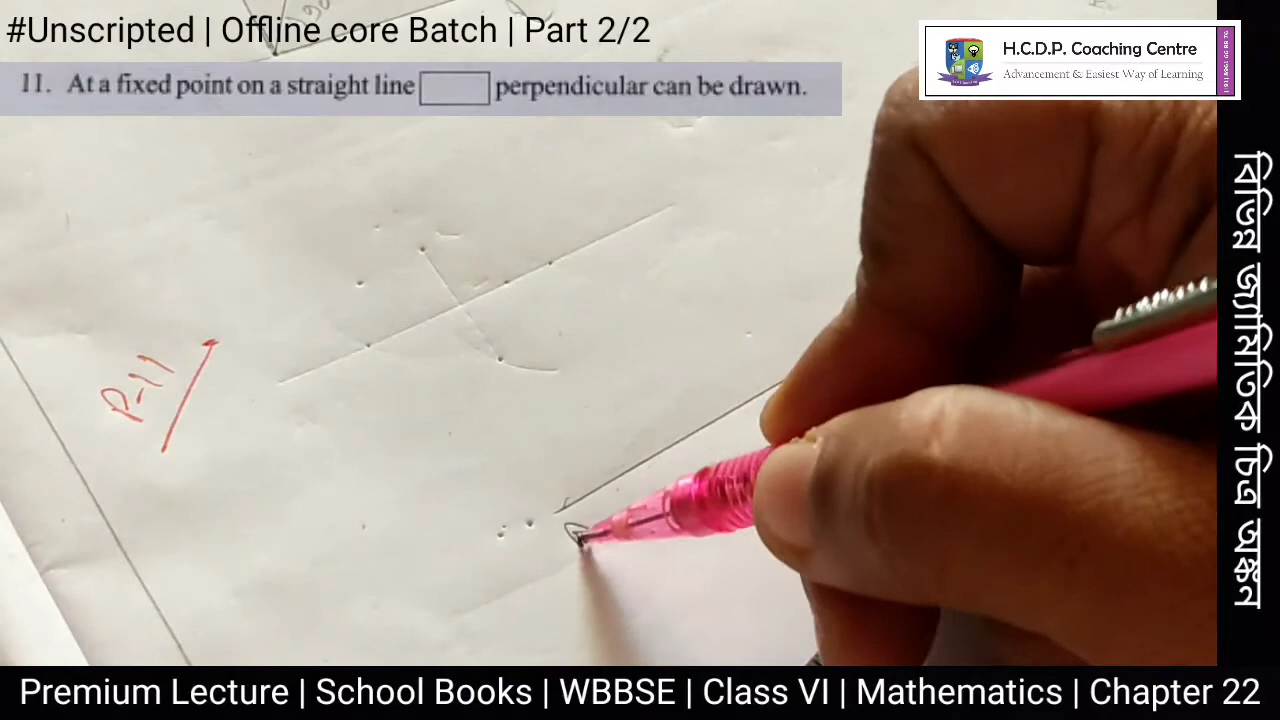 #Unscripted | Offline core Batch | Part 2/2
H.C.D.P. Coaching Centre
Advancement & Easiest Way of Learning
11. At a fixed point on a straight line perpendicular can be drawn.
P-11
বিভিন্ন জ্যামিতিক চিত্র অঙ্কন
Premium Lecture | School Books | WBBSE | Class VI | Mathematics | Chapter 22